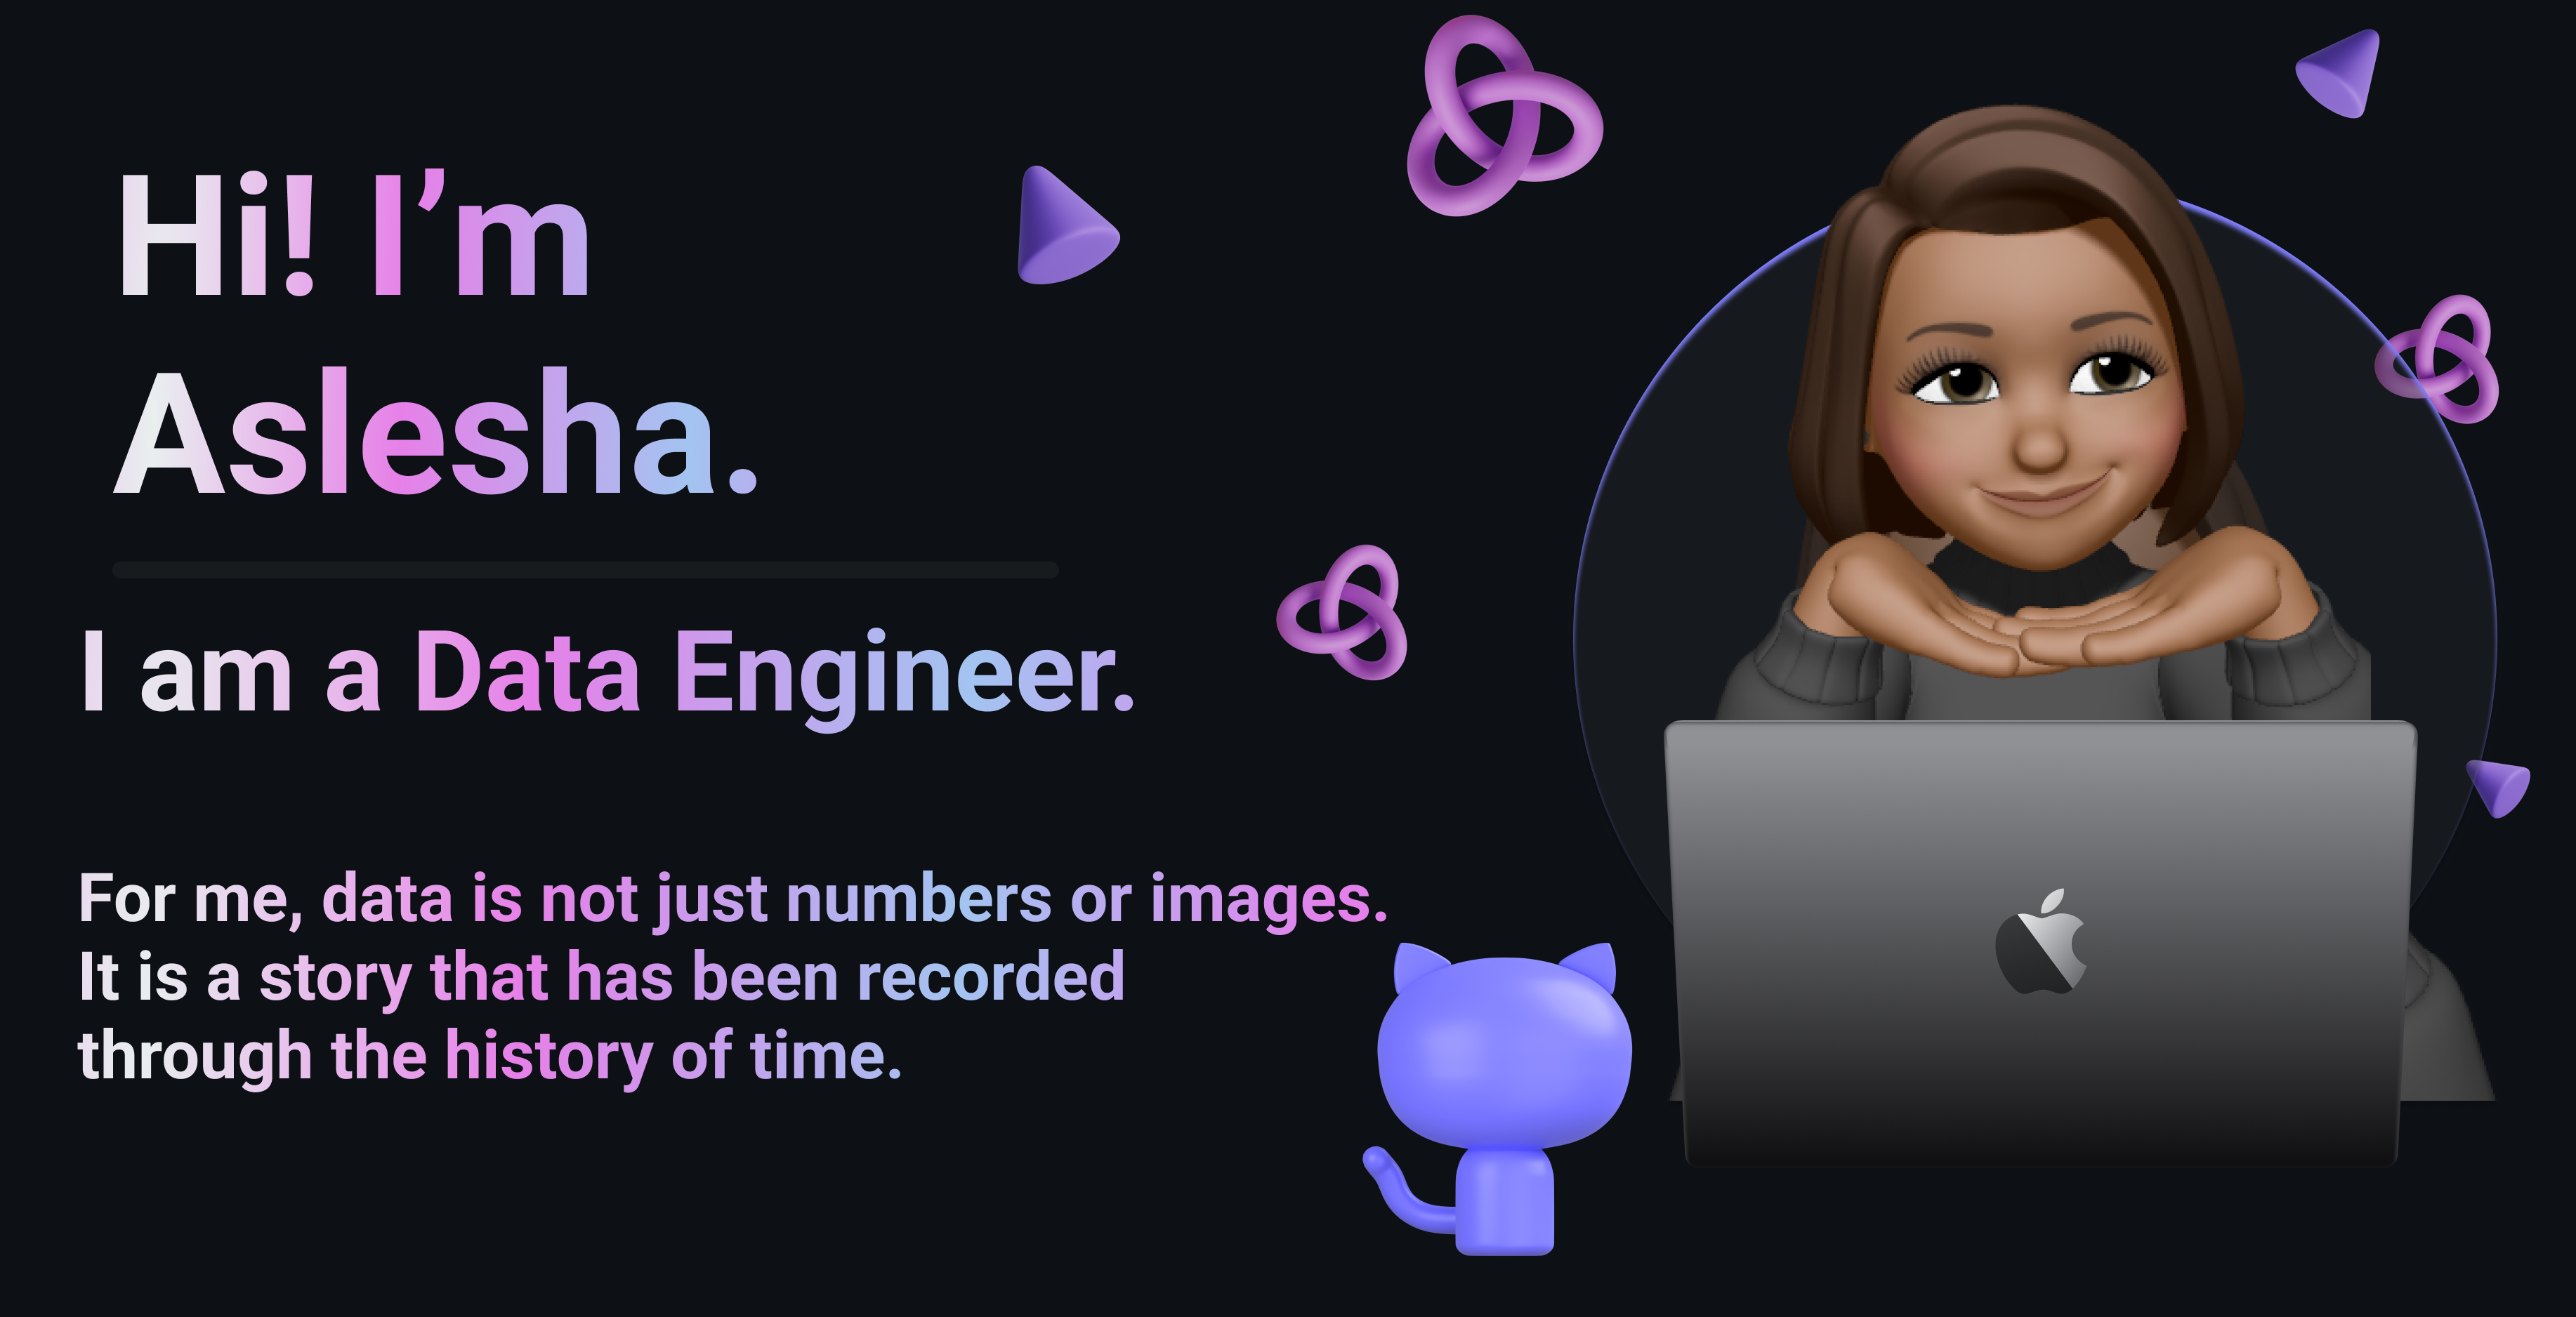 Hi! I’m
Aslesha.
I am a Data Engineer.
For me, data is not just numbers or images.
It is a story that has been recorded
through the history of time.